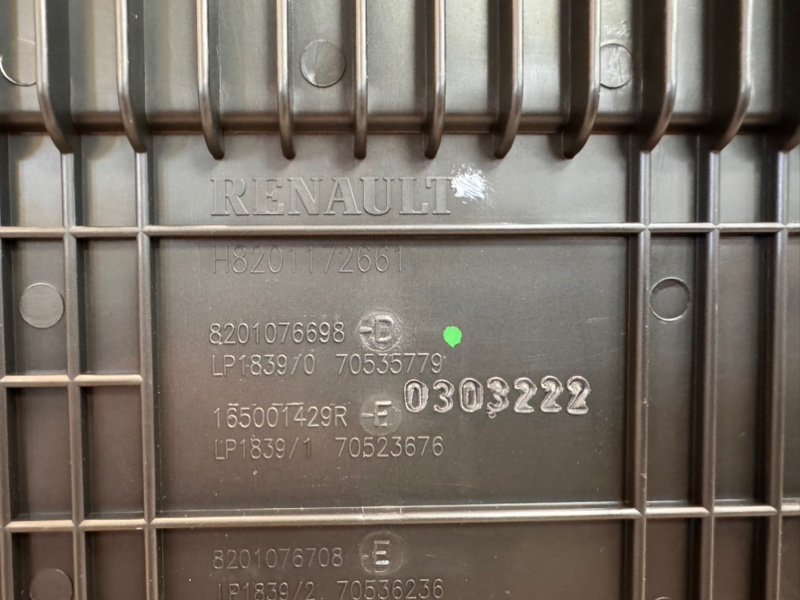 RENAULT
H8201172661
8201076698 -D
LP1839/0 70535779
165001429R -E 0303222
LP1839/1 70523676
8201076708 -E
LP1839/2 70536236